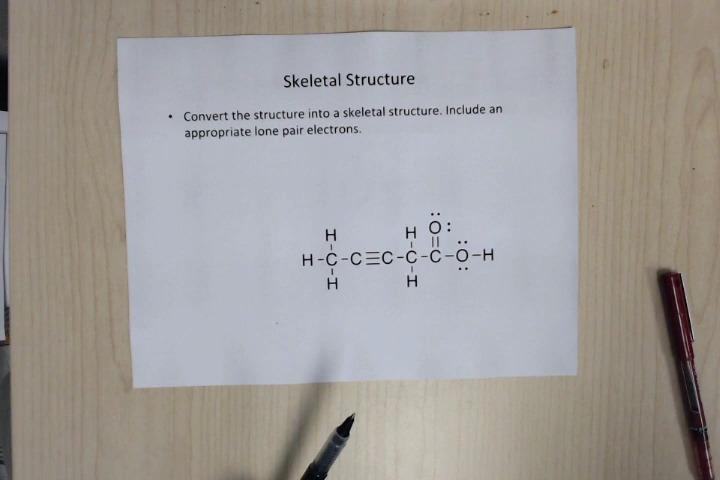 Skeletal Structure
• Convert the structure into a skeletal structure. Include an
appropriate lone pair electrons.
H H O
H-C-C≡C-C-C-O-H
H H